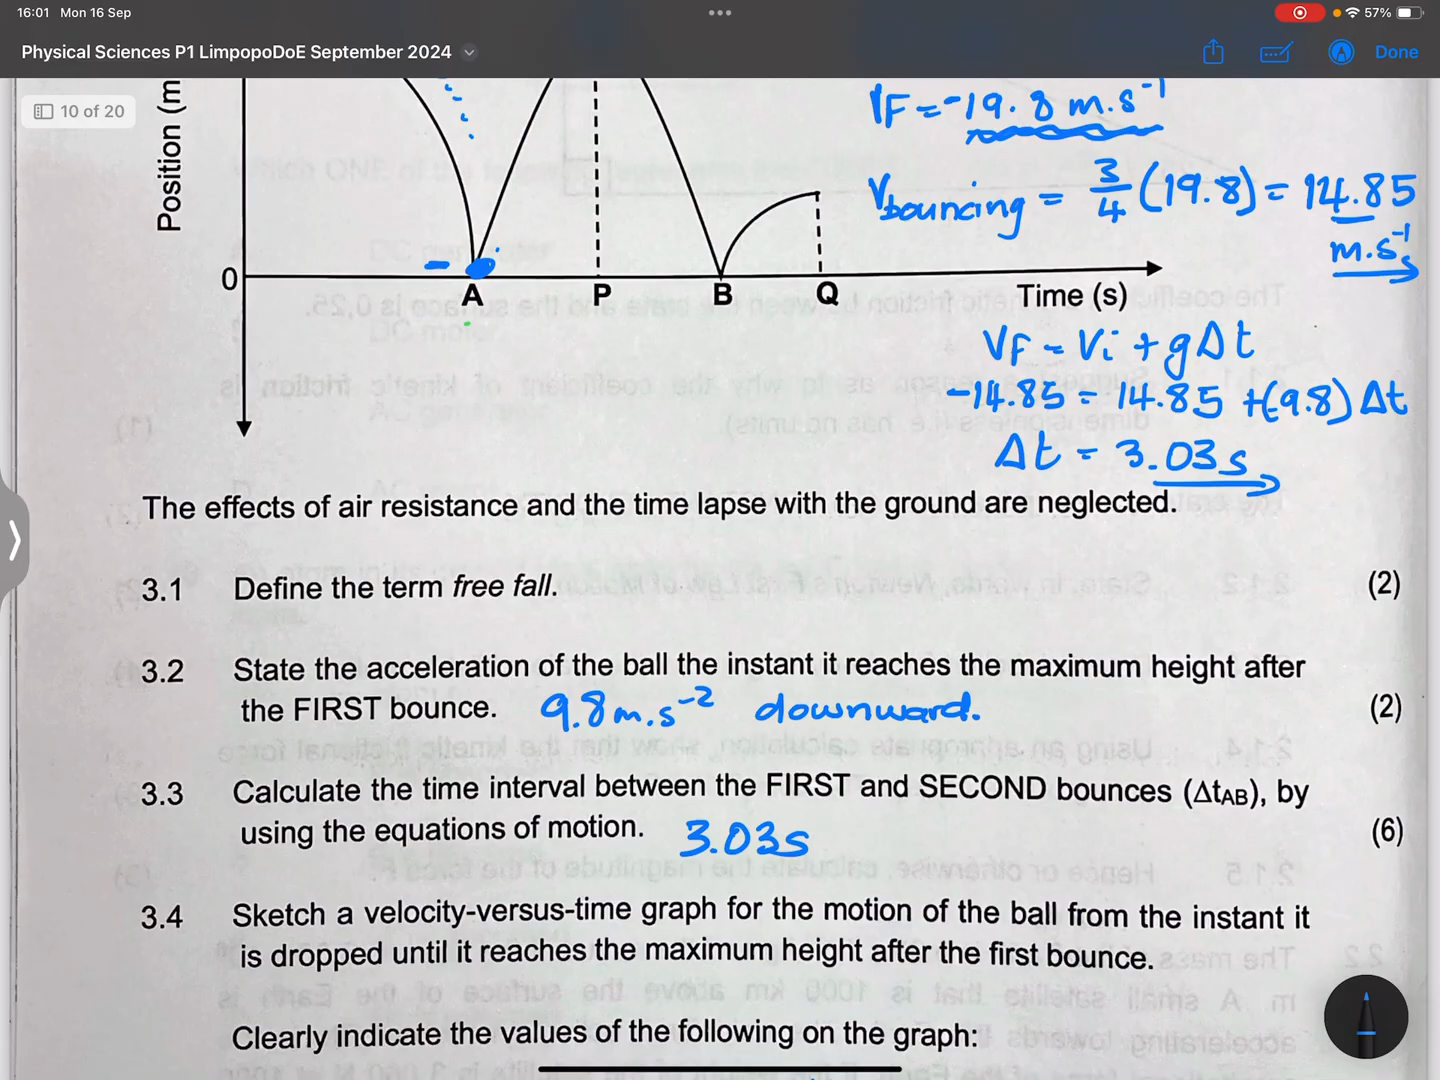 16:01 Mon 16 Sep
57%
Physical Sciences P1 LimpopoDoE September 2024
Done
10 of 20
Position (m
VF = -19.8 m.s⁻¹
Vbouncing = 3/4 (19.8) = 14.85
m.s⁻¹
0
A P B Q Time (s)
VF = Vi + gΔt
-14.85 = 14.85 + (-9.8) Δt
Δt = 3.03s
The effects of air resistance and the time lapse with the ground are neglected.
3.1 Define the term free fall. (2)
3.2 State the acceleration of the ball the instant it reaches the maximum height after
the FIRST bounce. 9.8 m.s⁻² downward. (2)
3.3 Calculate the time interval between the FIRST and SECOND bounces (ΔtAB), by
using the equations of motion. 3.03s (6)
3.4 Sketch a velocity-versus-time graph for the motion of the ball from the instant it
is dropped until it reaches the maximum height after the first bounce.
Clearly indicate the values of the following on the graph: